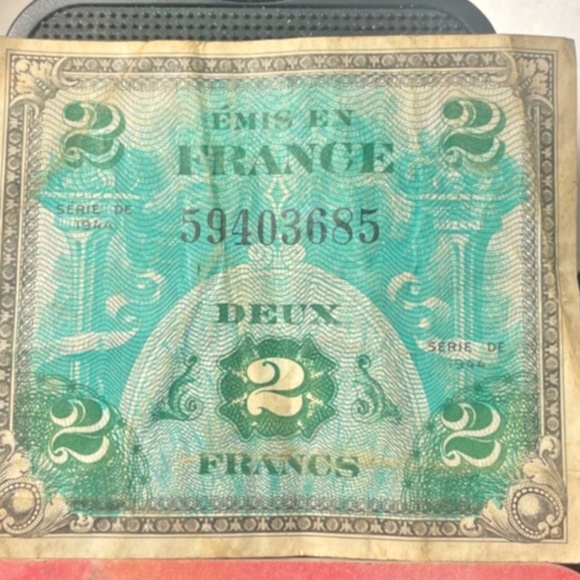 2 2
ÉMIS EN
FRANCE
SÉRIE DE
1944
59403685
DEUX
2
SÉRIE DE
1944
2 2
FRANCS